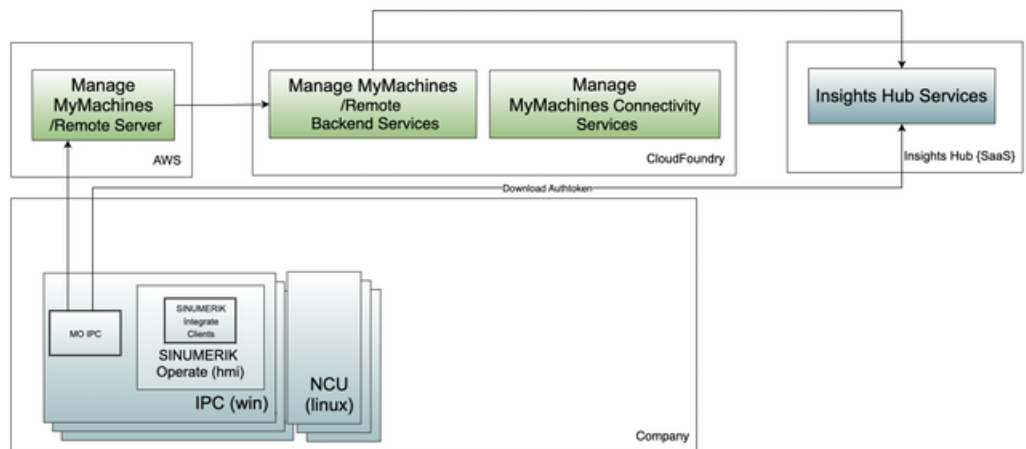 Manage
MyMachines
/Remote Server
AWS
Manage MyMachines
/Remote
Backend Services
Manage
MyMachines Connectivity
Services
CloudFoundry
Insights Hub Services
Insights Hub {SaaS}
Download Authtoken
MO IPC
SINUMERIK
Integrate
Clients
SINUMERIK
Operate (hmi)
IPC (win)
NCU
(linux)
Company